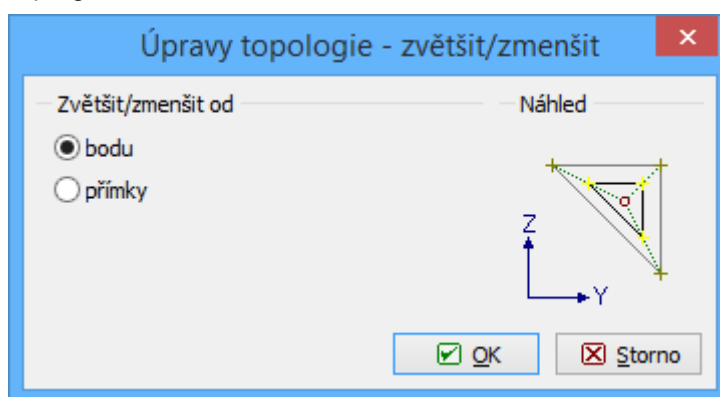 Úpravy topologie - zvětšit/zmenšit
Zvětšit/zmenšit od
Náhled
bodu
přímky
Z
Y
OK
Storno